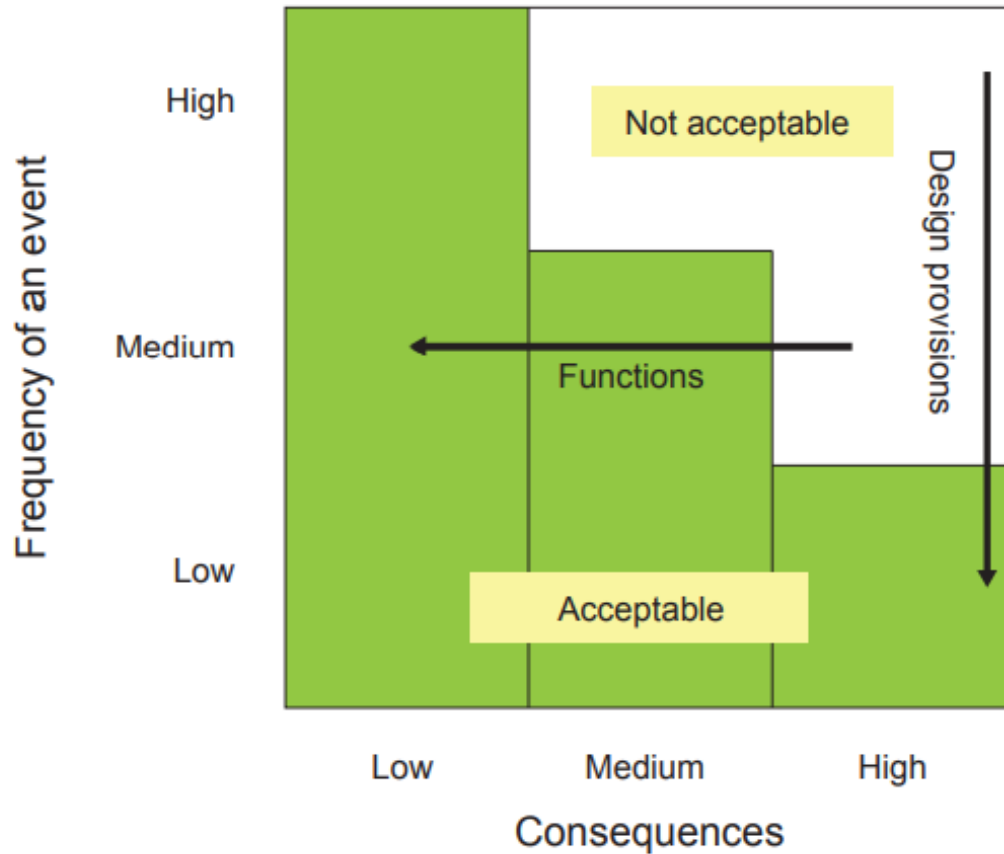 Frequency of an event
High
Medium
Low
Not acceptable
Design provisions
Functions
Acceptable
Low
Medium
High
Consequences